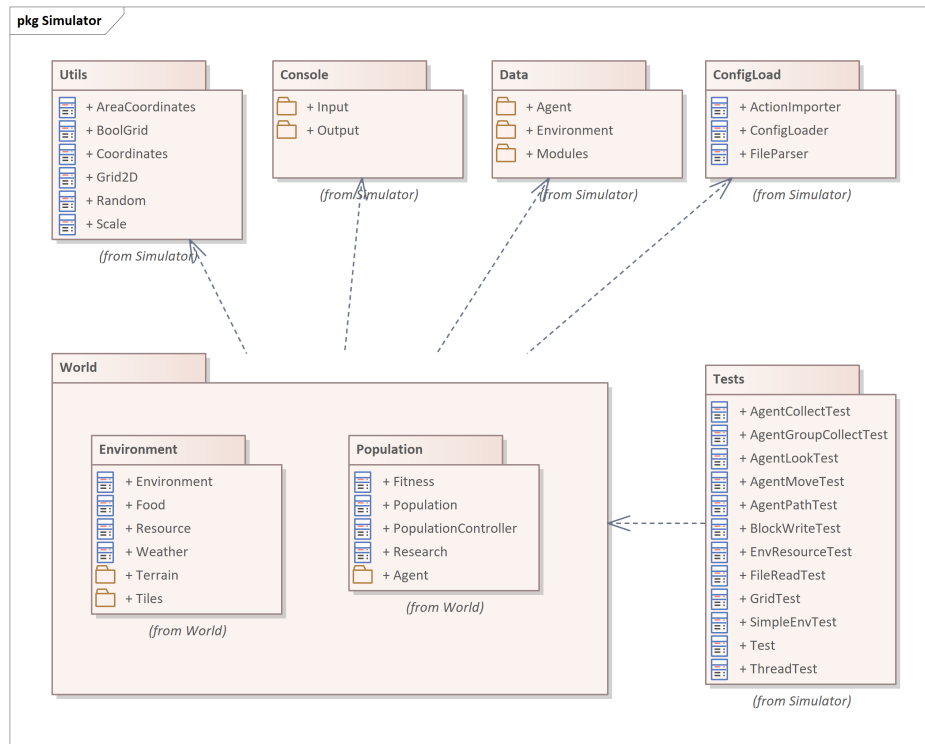 pkg Simulator
Utils
+ AreaCoordinates
+ BoolGrid
+ Coordinates
+ Grid2D
+ Random
+ Scale
(from Simulator)
Console
+ Input
+ Output
(from Simulator)
Data
+ Agent
+ Environment
+ Modules
(from Simulator)
ConfigLoad
+ ActionImporter
+ ConfigLoader
+ FileParser
(from Simulator)
World
Environment
+ Environment
+ Food
+ Resource
+ Weather
+ Terrain
+ Tiles
(from World)
Population
+ Fitness
+ Population
+ PopulationController
+ Research
+ Agent
(from World)
Tests
+ AgentCollectTest
+ AgentGroupCollectTest
+ AgentLookTest
+ AgentMoveTest
+ AgentPathTest
+ BlockWriteTest
+ EnvResourceTest
+ FileReadTest
+ GridTest
+ SimpleEnvTest
+ Test
+ ThreadTest
(from Simulator)